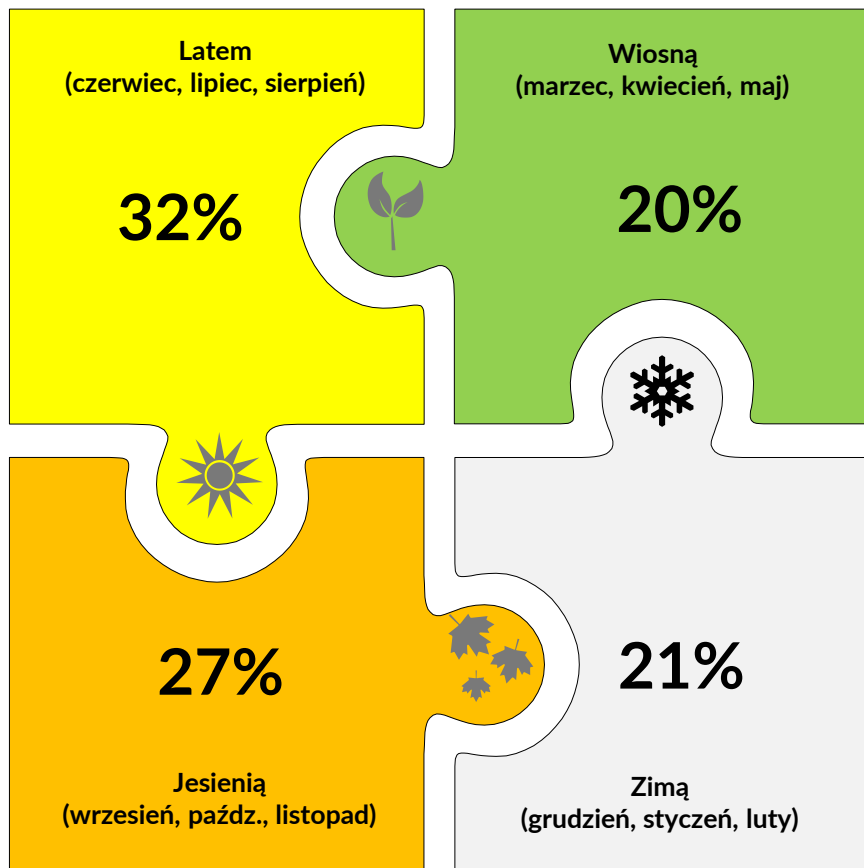 Latem
(czerwiec, lipiec, sierpień)
32%
Wiosną
(marzec, kwiecień, maj)
20%
27%
Jesienią
(wrzesień, paźdz., listopad)
21%
Zimą
(grudzień, styczeń, luty)